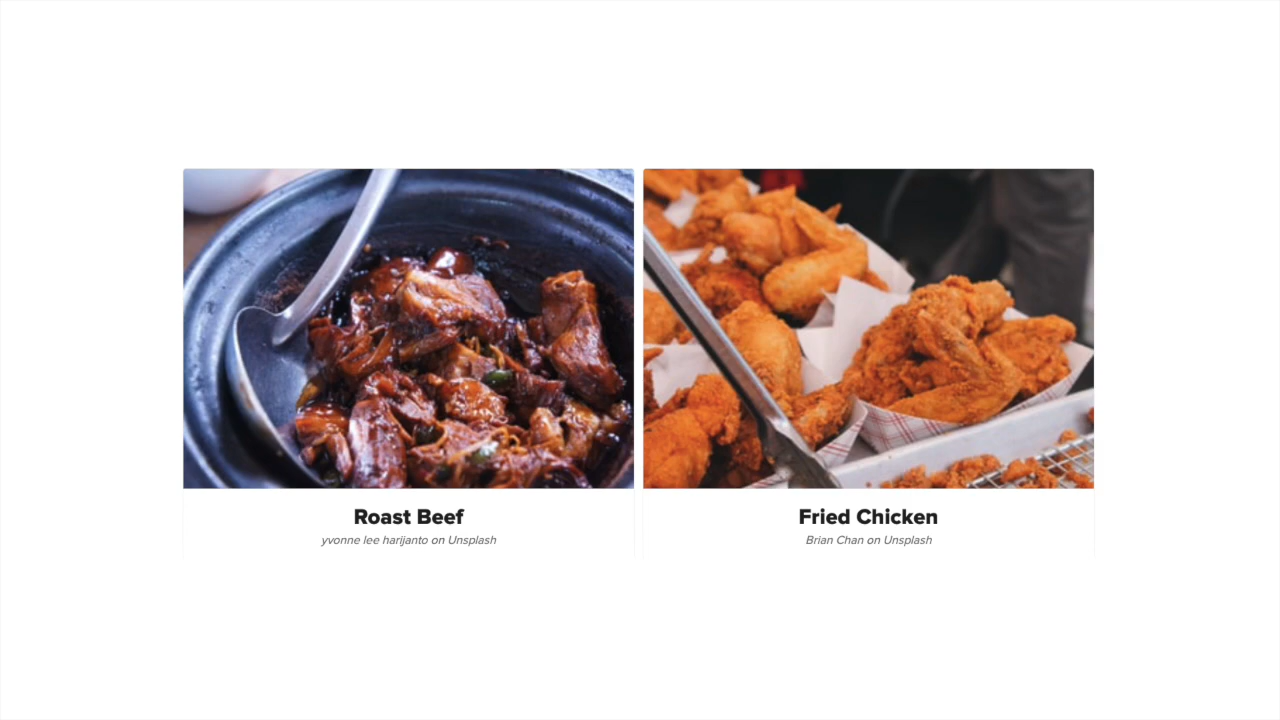 Roast Beef
yvonne lee harijanto on Unsplash
Fried Chicken
Brian Chan on Unsplash